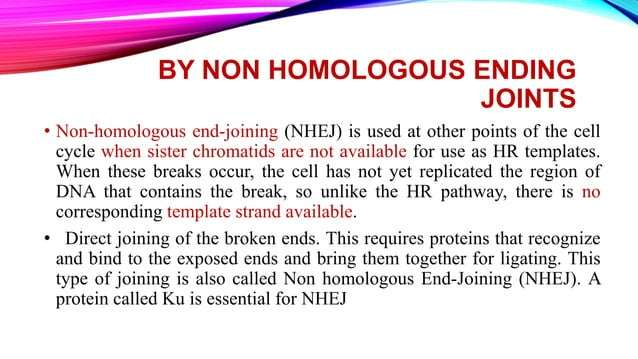 BY NON HOMOLOGOUS ENDING
JOINTS
• Non-homologous end-joining (NHEJ) is used at other points of the cell
cycle when sister chromatids are not available for use as HR templates.
When these breaks occur, the cell has not yet replicated the region of
DNA that contains the break, so unlike the HR pathway, there is no
corresponding template strand available.
• Direct joining of the broken ends. This requires proteins that recognize
and bind to the exposed ends and bring them together for ligating. This
type of joining is also called Non homologous End-Joining (NHEJ). A
protein called Ku is essential for NHEJ